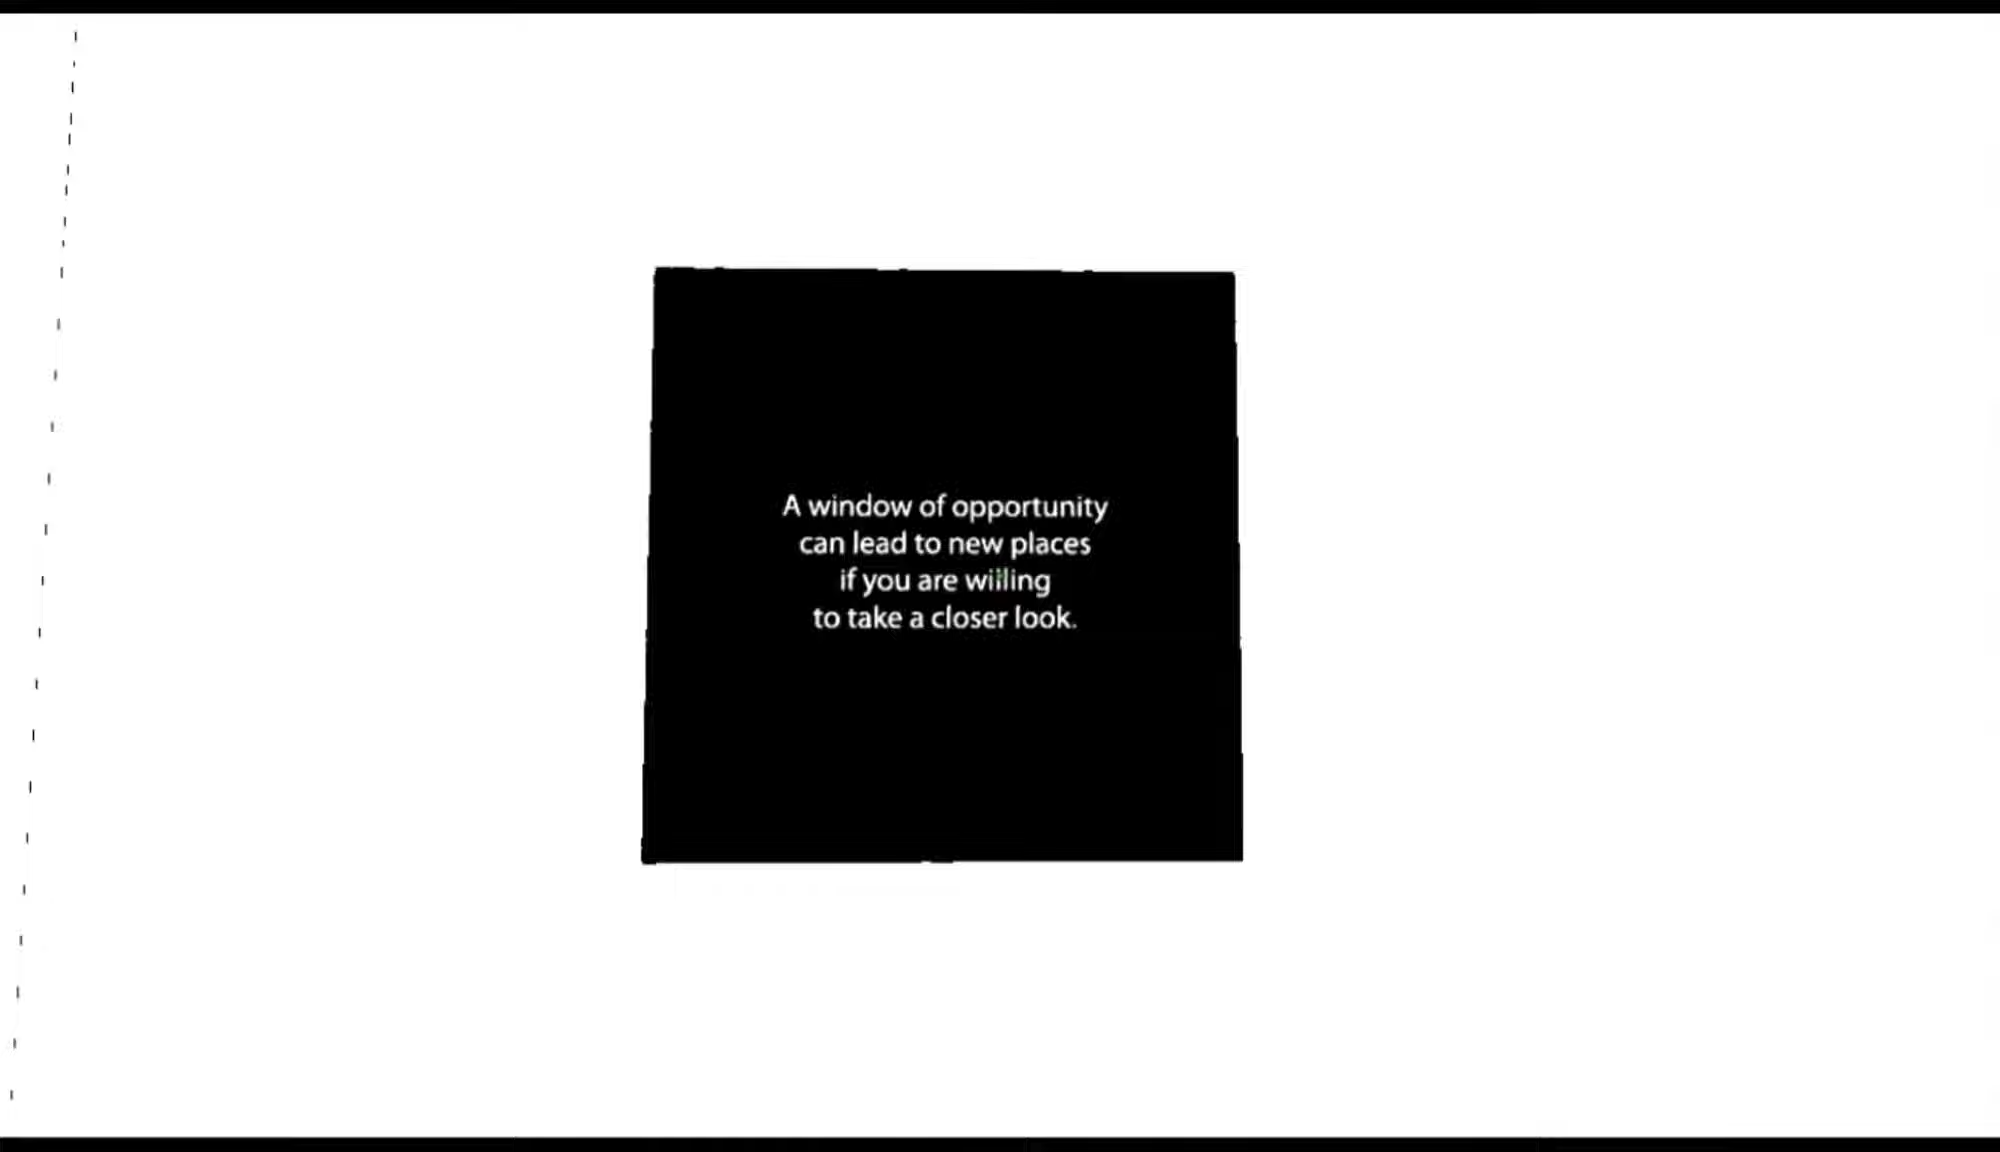 A window of opportunity
can lead to new places
if you are willing
to take a closer look.